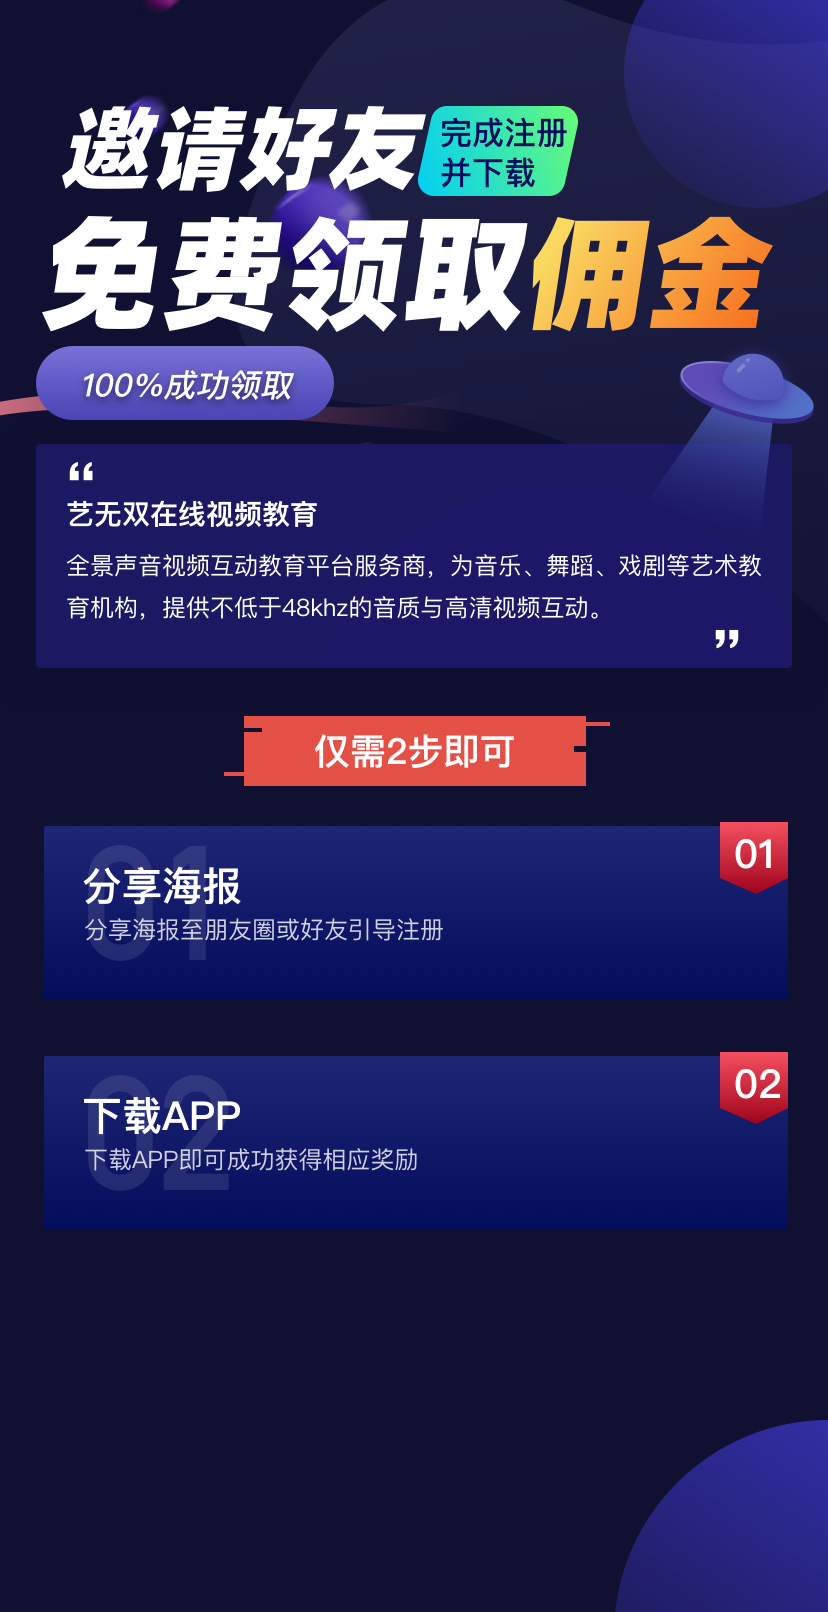 邀请好友
完成注册
并下载
免费领取佣金
100%成功领取
“
艺无双在线视频教育
全景声音视频互动教育平台服务商，为音乐、舞蹈、戏剧等艺术教
育机构，提供不低于48khz的音质与高清视频互动。
”
仅需2步即可
01
01
分享海报
分享海报至朋友圈或好友引导注册
02
02
下载APP
下载APP即可成功获得相应奖励